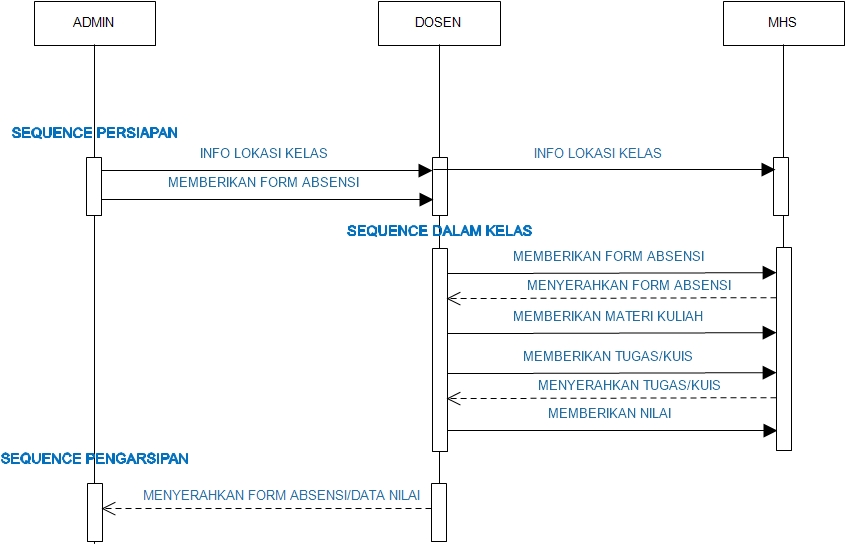 ADMIN
DOSEN
MHS
SEQUENCE PERSIAPAN
INFO LOKASI KELAS
INFO LOKASI KELAS
MEMBERIKAN FORM ABSENSI
SEQUENCE DALAM KELAS
MEMBERIKAN FORM ABSENSI
MENYERAHKAN FORM ABSENSI
MEMBERIKAN MATERI KULIAH
MEMBERIKAN TUGAS/KUIS
MENYERAHKAN TUGAS/KUIS
MEMBERIKAN NILAI
SEQUENCE PENGARSIPAN
MENYERAHKAN FORM ABSENSI/DATA NILAI